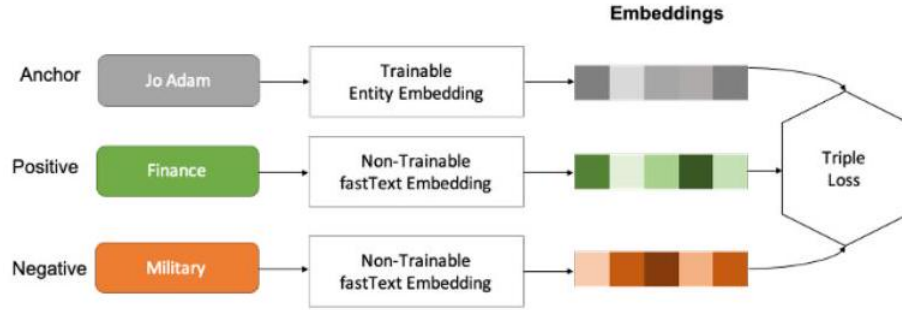 Embeddings
Anchor
Jo Adam
Trainable
Entity Embedding
Positive
Finance
Non-Trainable
fastText Embedding
Triple
Loss
Negative
Military
Non-Trainable
fastText Embedding